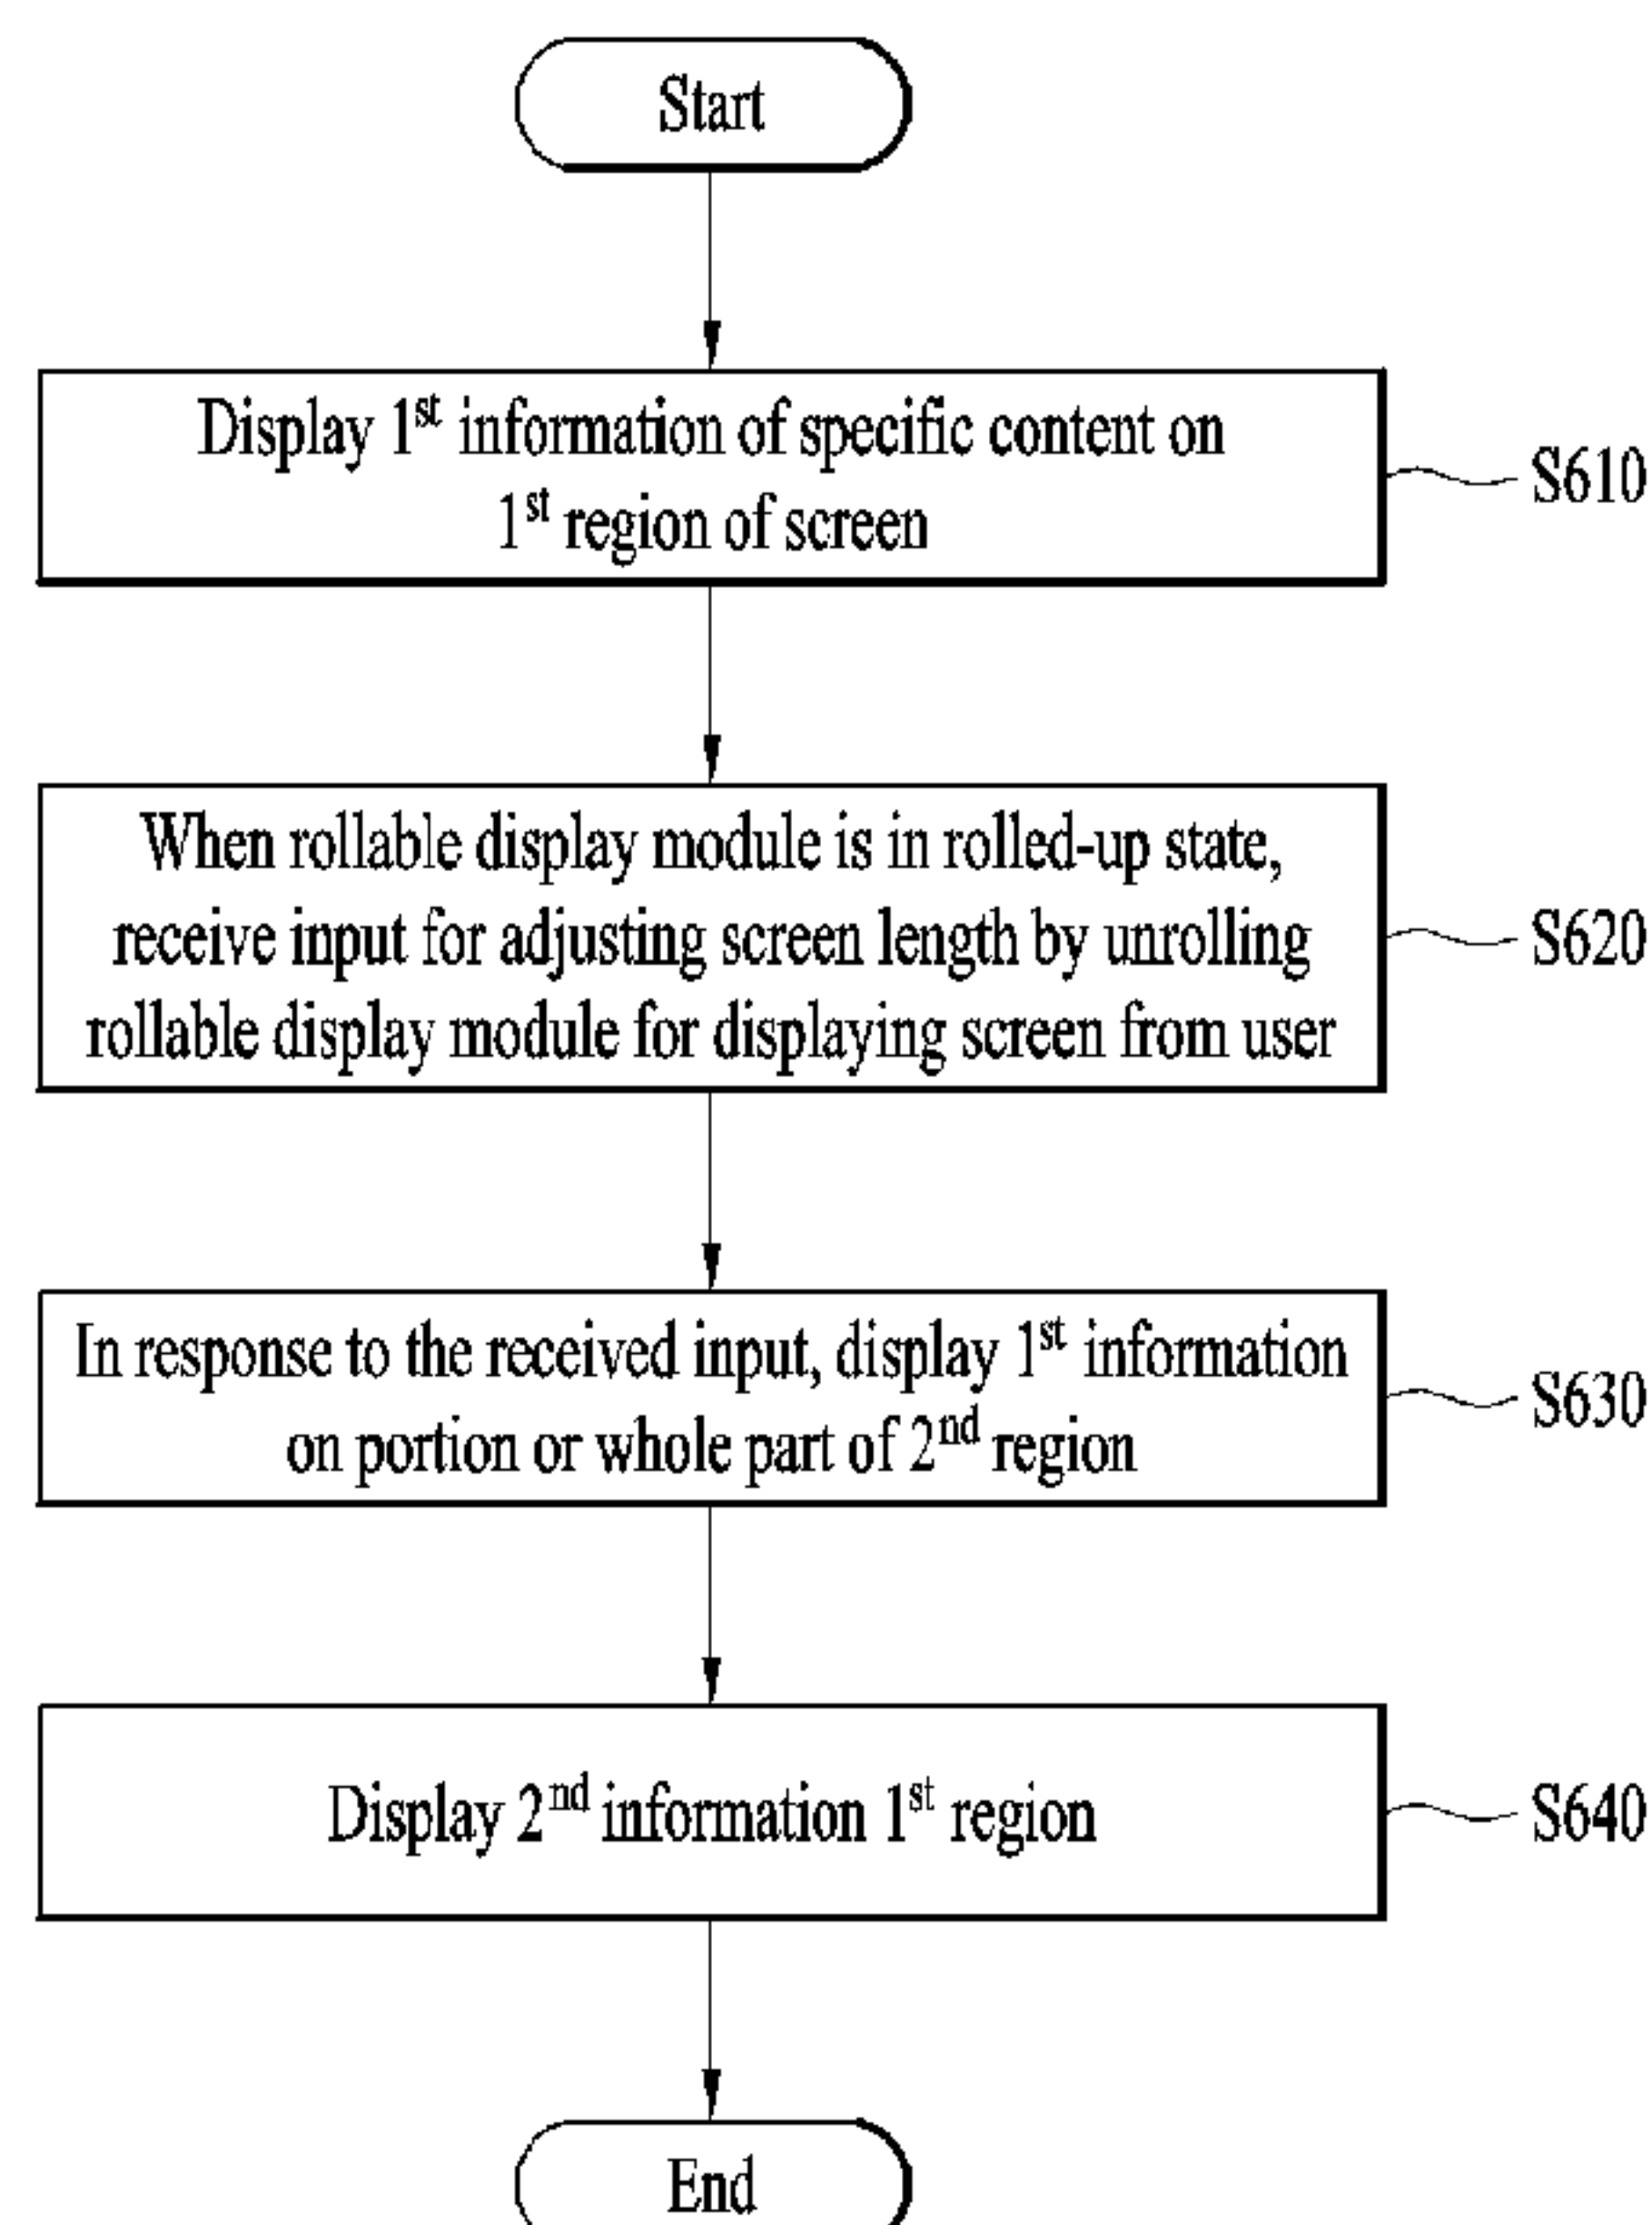 Start
Display 1st information of specific content on
1st region of screen
S610
When rollable display module is in rolled-up state,
receive input for adjusting screen length by unrolling
rollable display module for displaying screen from user
S620
In response to the received input, display 1st information
on portion or whole part of 2nd region
S630
Display 2nd information 1st region
S640
End